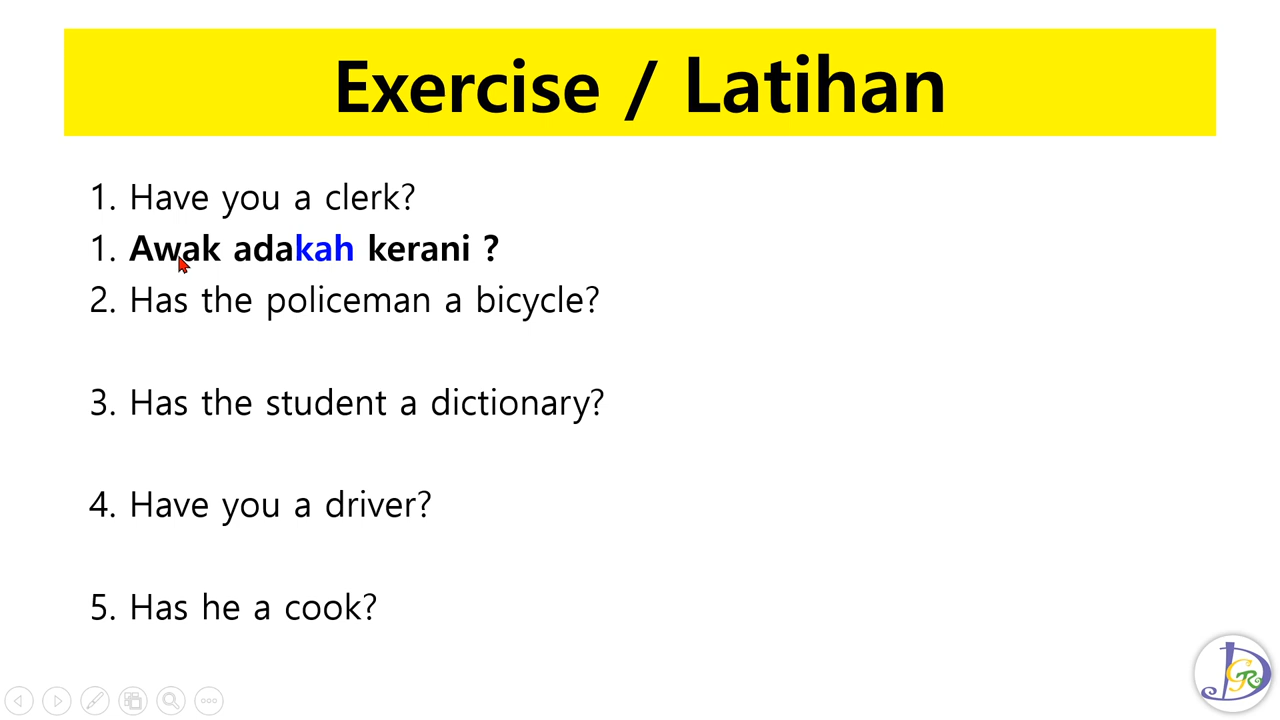 Exercise / Latihan
1. Have you a clerk?
1. Awak adakah kerani ?
2. Has the policeman a bicycle?
3. Has the student a dictionary?
4. Have you a driver?
5. Has he a cook?
DGR